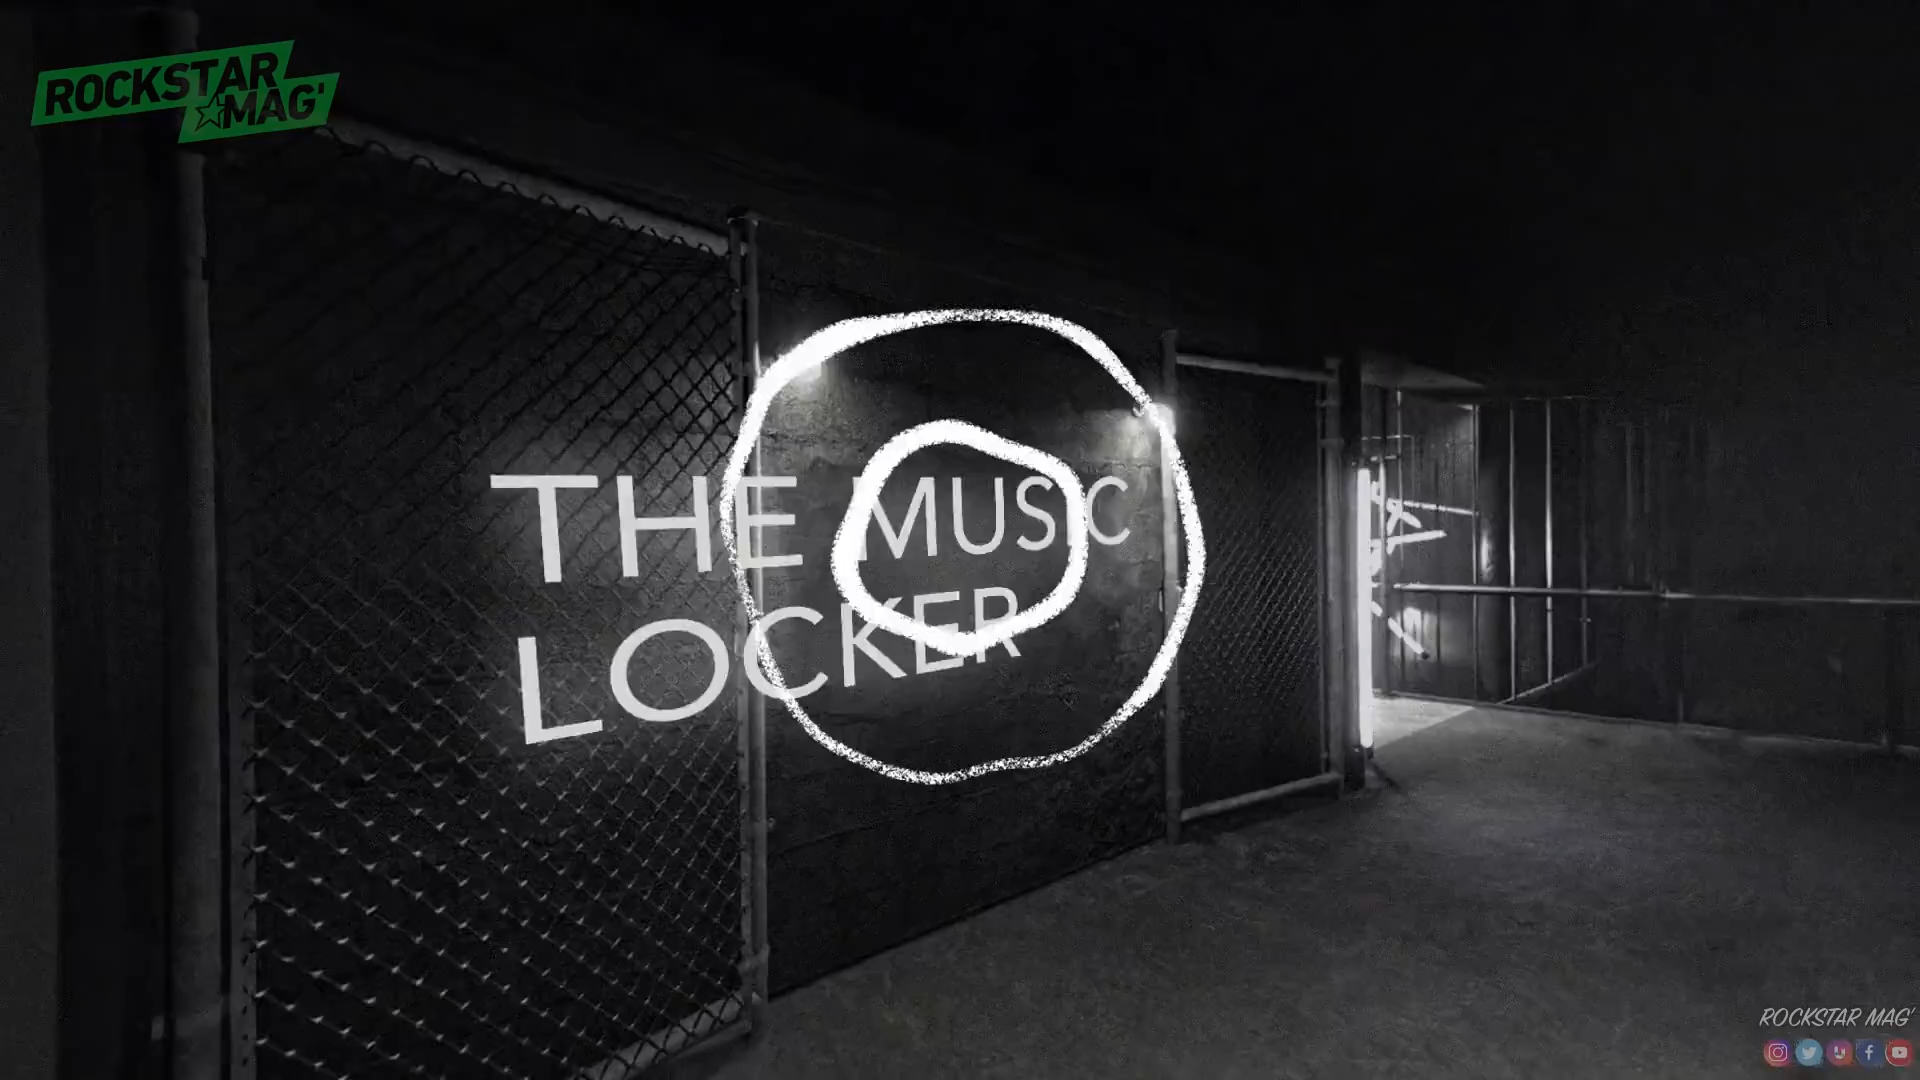 ROCKSTAR
MAG'
THE MUSIC
LOCKER
ROCKSTAR MAG'